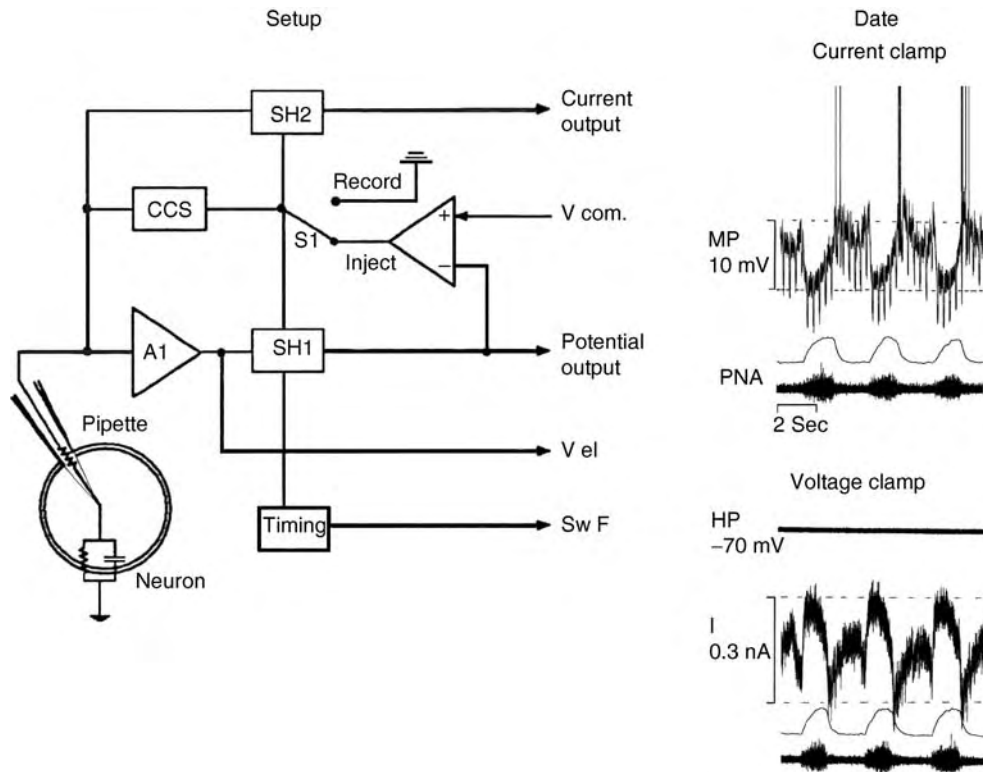 Setup
SH2
Current
output
Record
CCS
V com.
+
S1
Inject
−
A1
SH1
Potential
output
Pipette
V el
Timing
Sw F
Neuron
Date
Current clamp
MP
10 mV
PNA
2 Sec
Voltage clamp
HP
−70 mV
I
0.3 nA